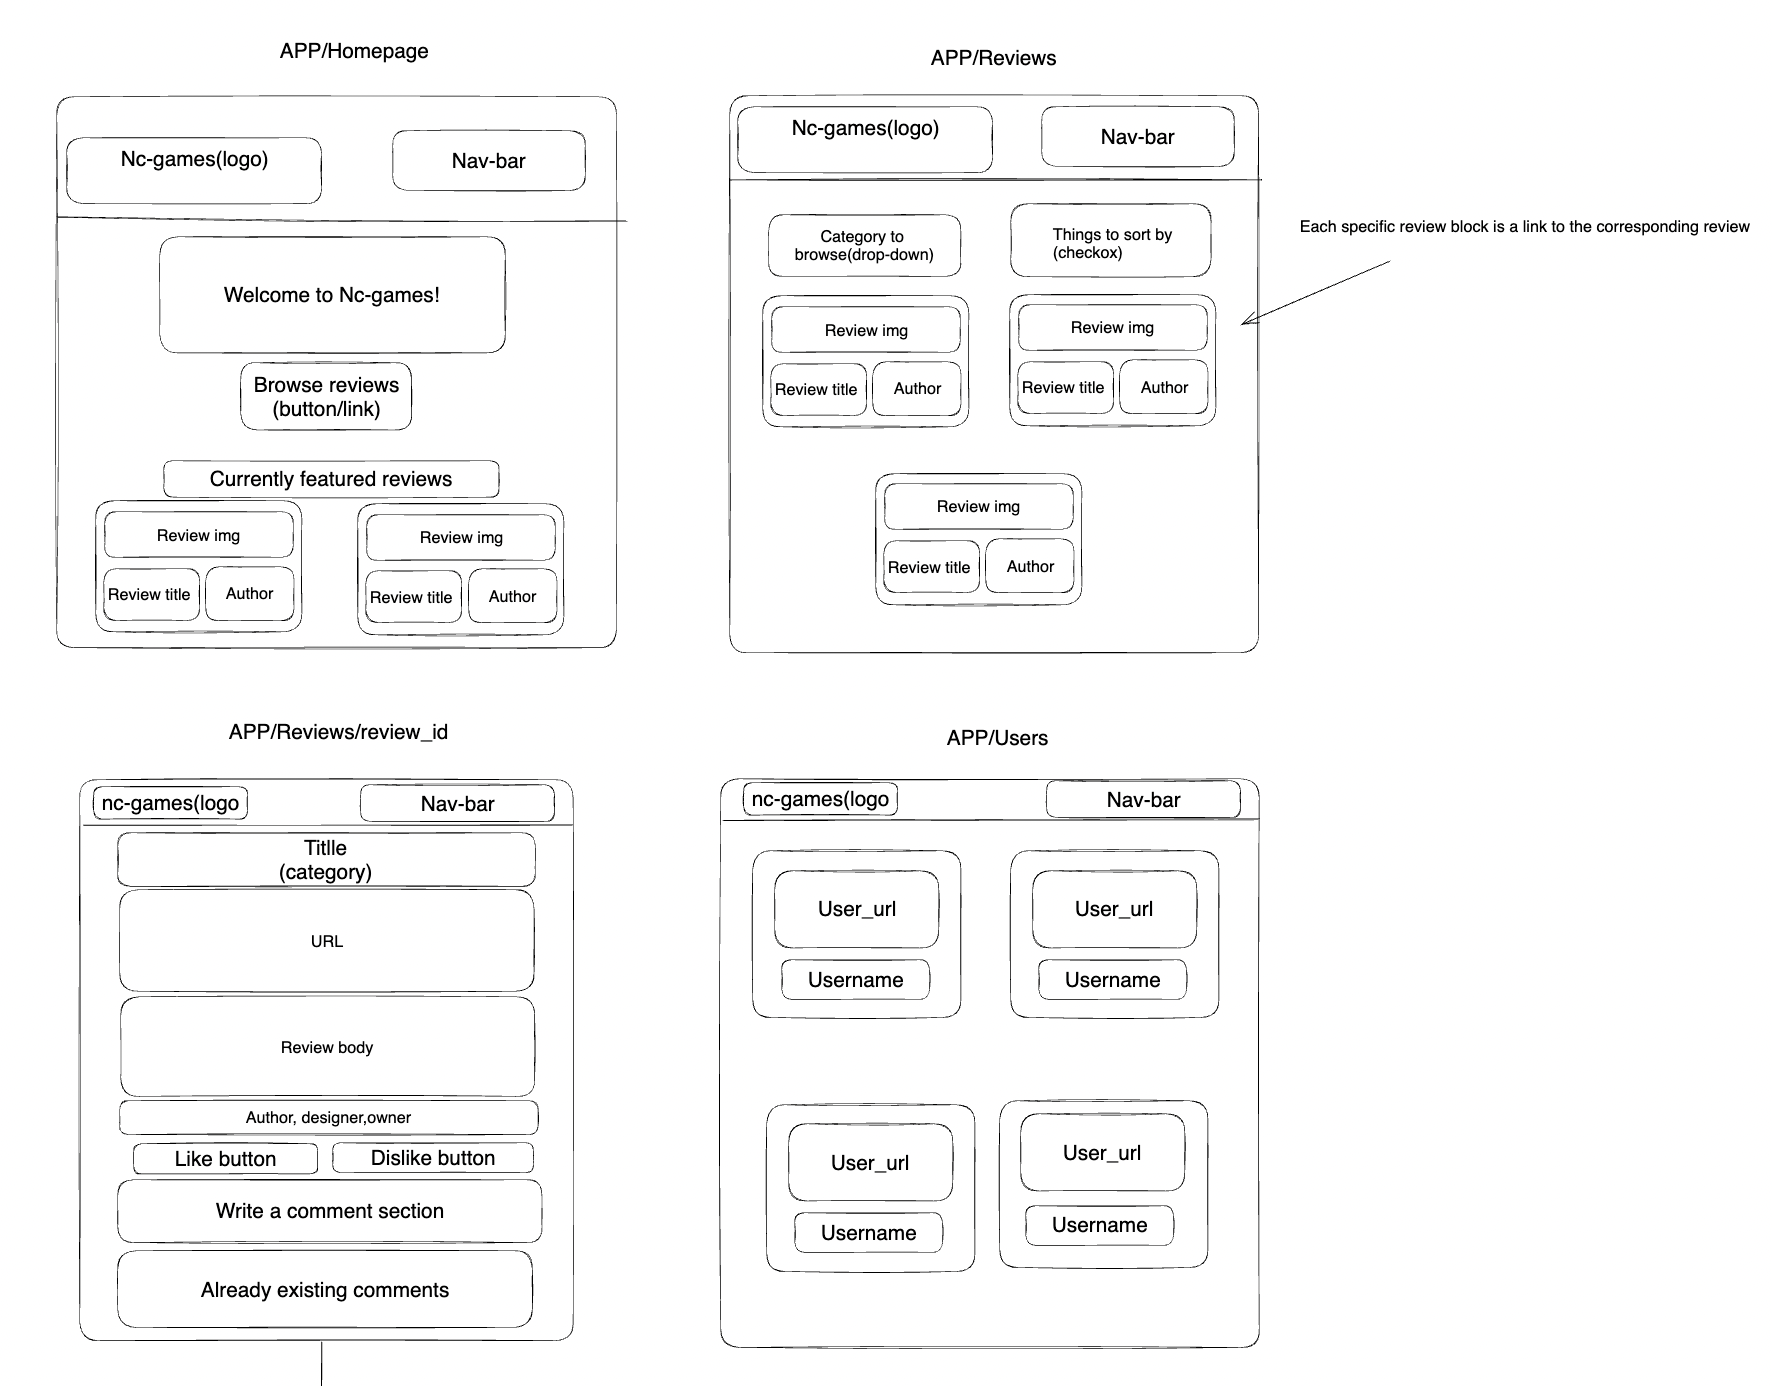 APP/Homepage
Nc-games(logo)
Nav-bar
Welcome to Nc-games!
Browse reviews
(button/link)
Currently featured reviews
Review img
Review title
Author
Review img
Review title
Author
APP/Reviews
Nc-games(logo)
Nav-bar
Category to
browse(drop-down)
Things to sort by
(checkox)
Review img
Review title
Author
Review img
Review title
Author
Review img
Review title
Author
Each specific review block is a link to the corresponding review
APP/Reviews/review_id
nc-games(logo
Nav-bar
Titlle
(category)
URL
Review body
Author, designer,owner
Like button
Dislike button
Write a comment section
Already existing comments
APP/Users
nc-games(logo
Nav-bar
User_url
Username
User_url
Username
User_url
Username
User_url
Username